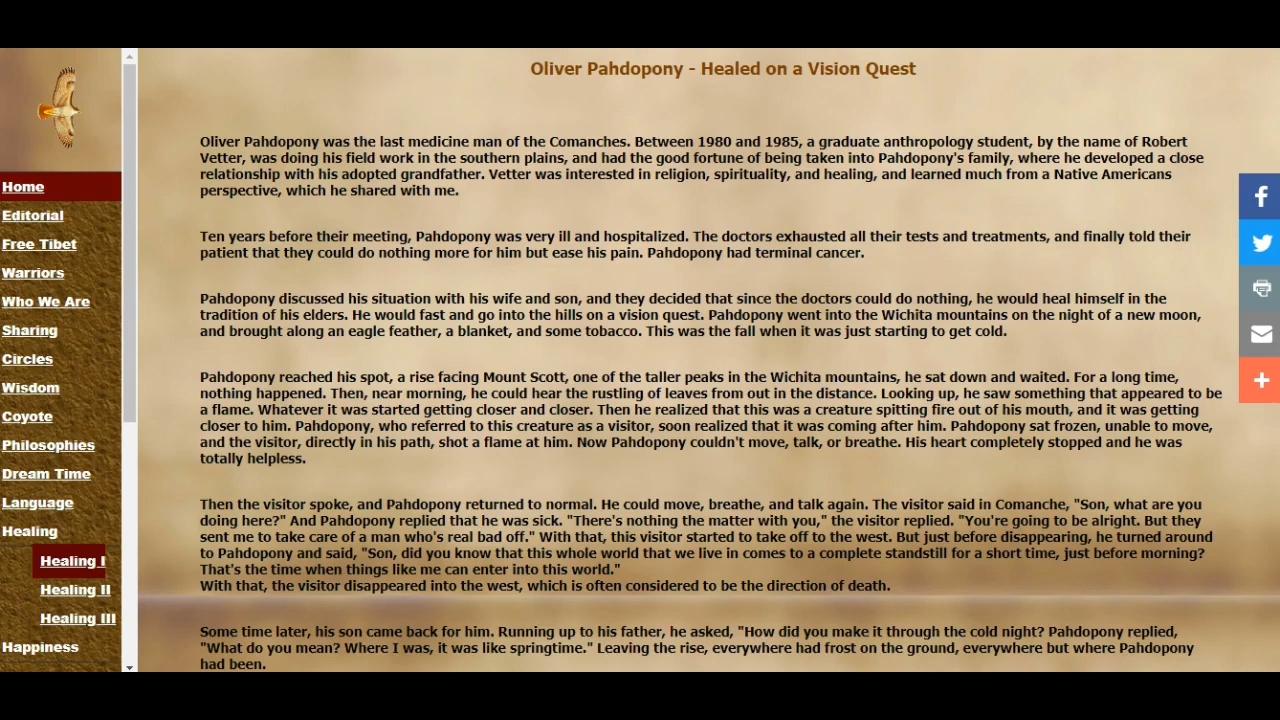 Oliver Pahdopony - Healed on a Vision Quest
Home
Editorial
Free Tibet
Warriors
Who We Are
Sharing
Circles
Wisdom
Coyote
Philosophies
Dream Time
Language
Healing
Healing I
Healing II
Healing III
Happiness
Oliver Pahdopony was the last medicine man of the Comanches. Between 1980 and 1985, a graduate anthropology student, by the name of Robert
Vetter, was doing his field work in the southern plains, and had the good fortune of being taken into Pahdopony's family, where he developed a close
relationship with his adopted grandfather. Vetter was interested in religion, spirituality, and healing, and learned much from a Native Americans
perspective, which he shared with me.
Ten years before their meeting, Pahdopony was very ill and hospitalized. The doctors exhausted all their tests and treatments, and finally told their
patient that they could do nothing more for him but ease his pain. Pahdopony had terminal cancer.
Pahdopony discussed his situation with his wife and son, and they decided that since the doctors could do nothing, he would heal himself in the
tradition of his elders. He would fast and go into the hills on a vision quest. Pahdopony went into the Wichita mountains on the night of a new moon,
and brought along an eagle feather, a blanket, and some tobacco. This was the fall when it was just starting to get cold.
Pahdopony reached his spot, a rise facing Mount Scott, one of the taller peaks in the Wichita mountains, he sat down and waited. For a long time,
nothing happened. Then, near morning, he could hear the rustling of leaves from out in the distance. Looking up, he saw something that appeared to be
a flame. Whatever it was started getting closer and closer. Then he realized that this was a creature spitting fire out of his mouth, and it was getting
closer to him. Pahdopony, who referred to this creature as a visitor, soon realized that it was coming after him. Pahdopony sat frozen, unable to move,
and the visitor, directly in his path, shot a flame at him. Now Pahdopony couldn't move, talk, or breathe. His heart completely stopped and he was
totally helpless.
Then the visitor spoke, and Pahdopony returned to normal. He could move, breathe, and talk again. The visitor said in Comanche, "Son, what are you
doing here?" And Pahdopony replied that he was sick. "There's nothing the matter with you," the visitor replied. "You're going to be alright. But they
sent me to take care of a man who's real bad off." With that, this visitor started to take off to the west. But just before disappearing, he turned around
to Pahdopony and said, "Son, did you know that this whole world that we live in comes to a complete standstill for a short time, just before morning?
That's the time when things like me can enter into this world."
With that, the visitor disappeared into the west, which is often considered to be the direction of death.
Some time later, his son came back for him. Running up to his father, he asked, "How did you make it through the cold night? Pahdopony replied,
"What do you mean? Where I was, it was like springtime." Leaving the rise, everywhere had frost on the ground, everywhere but where Pahdopony
had been.